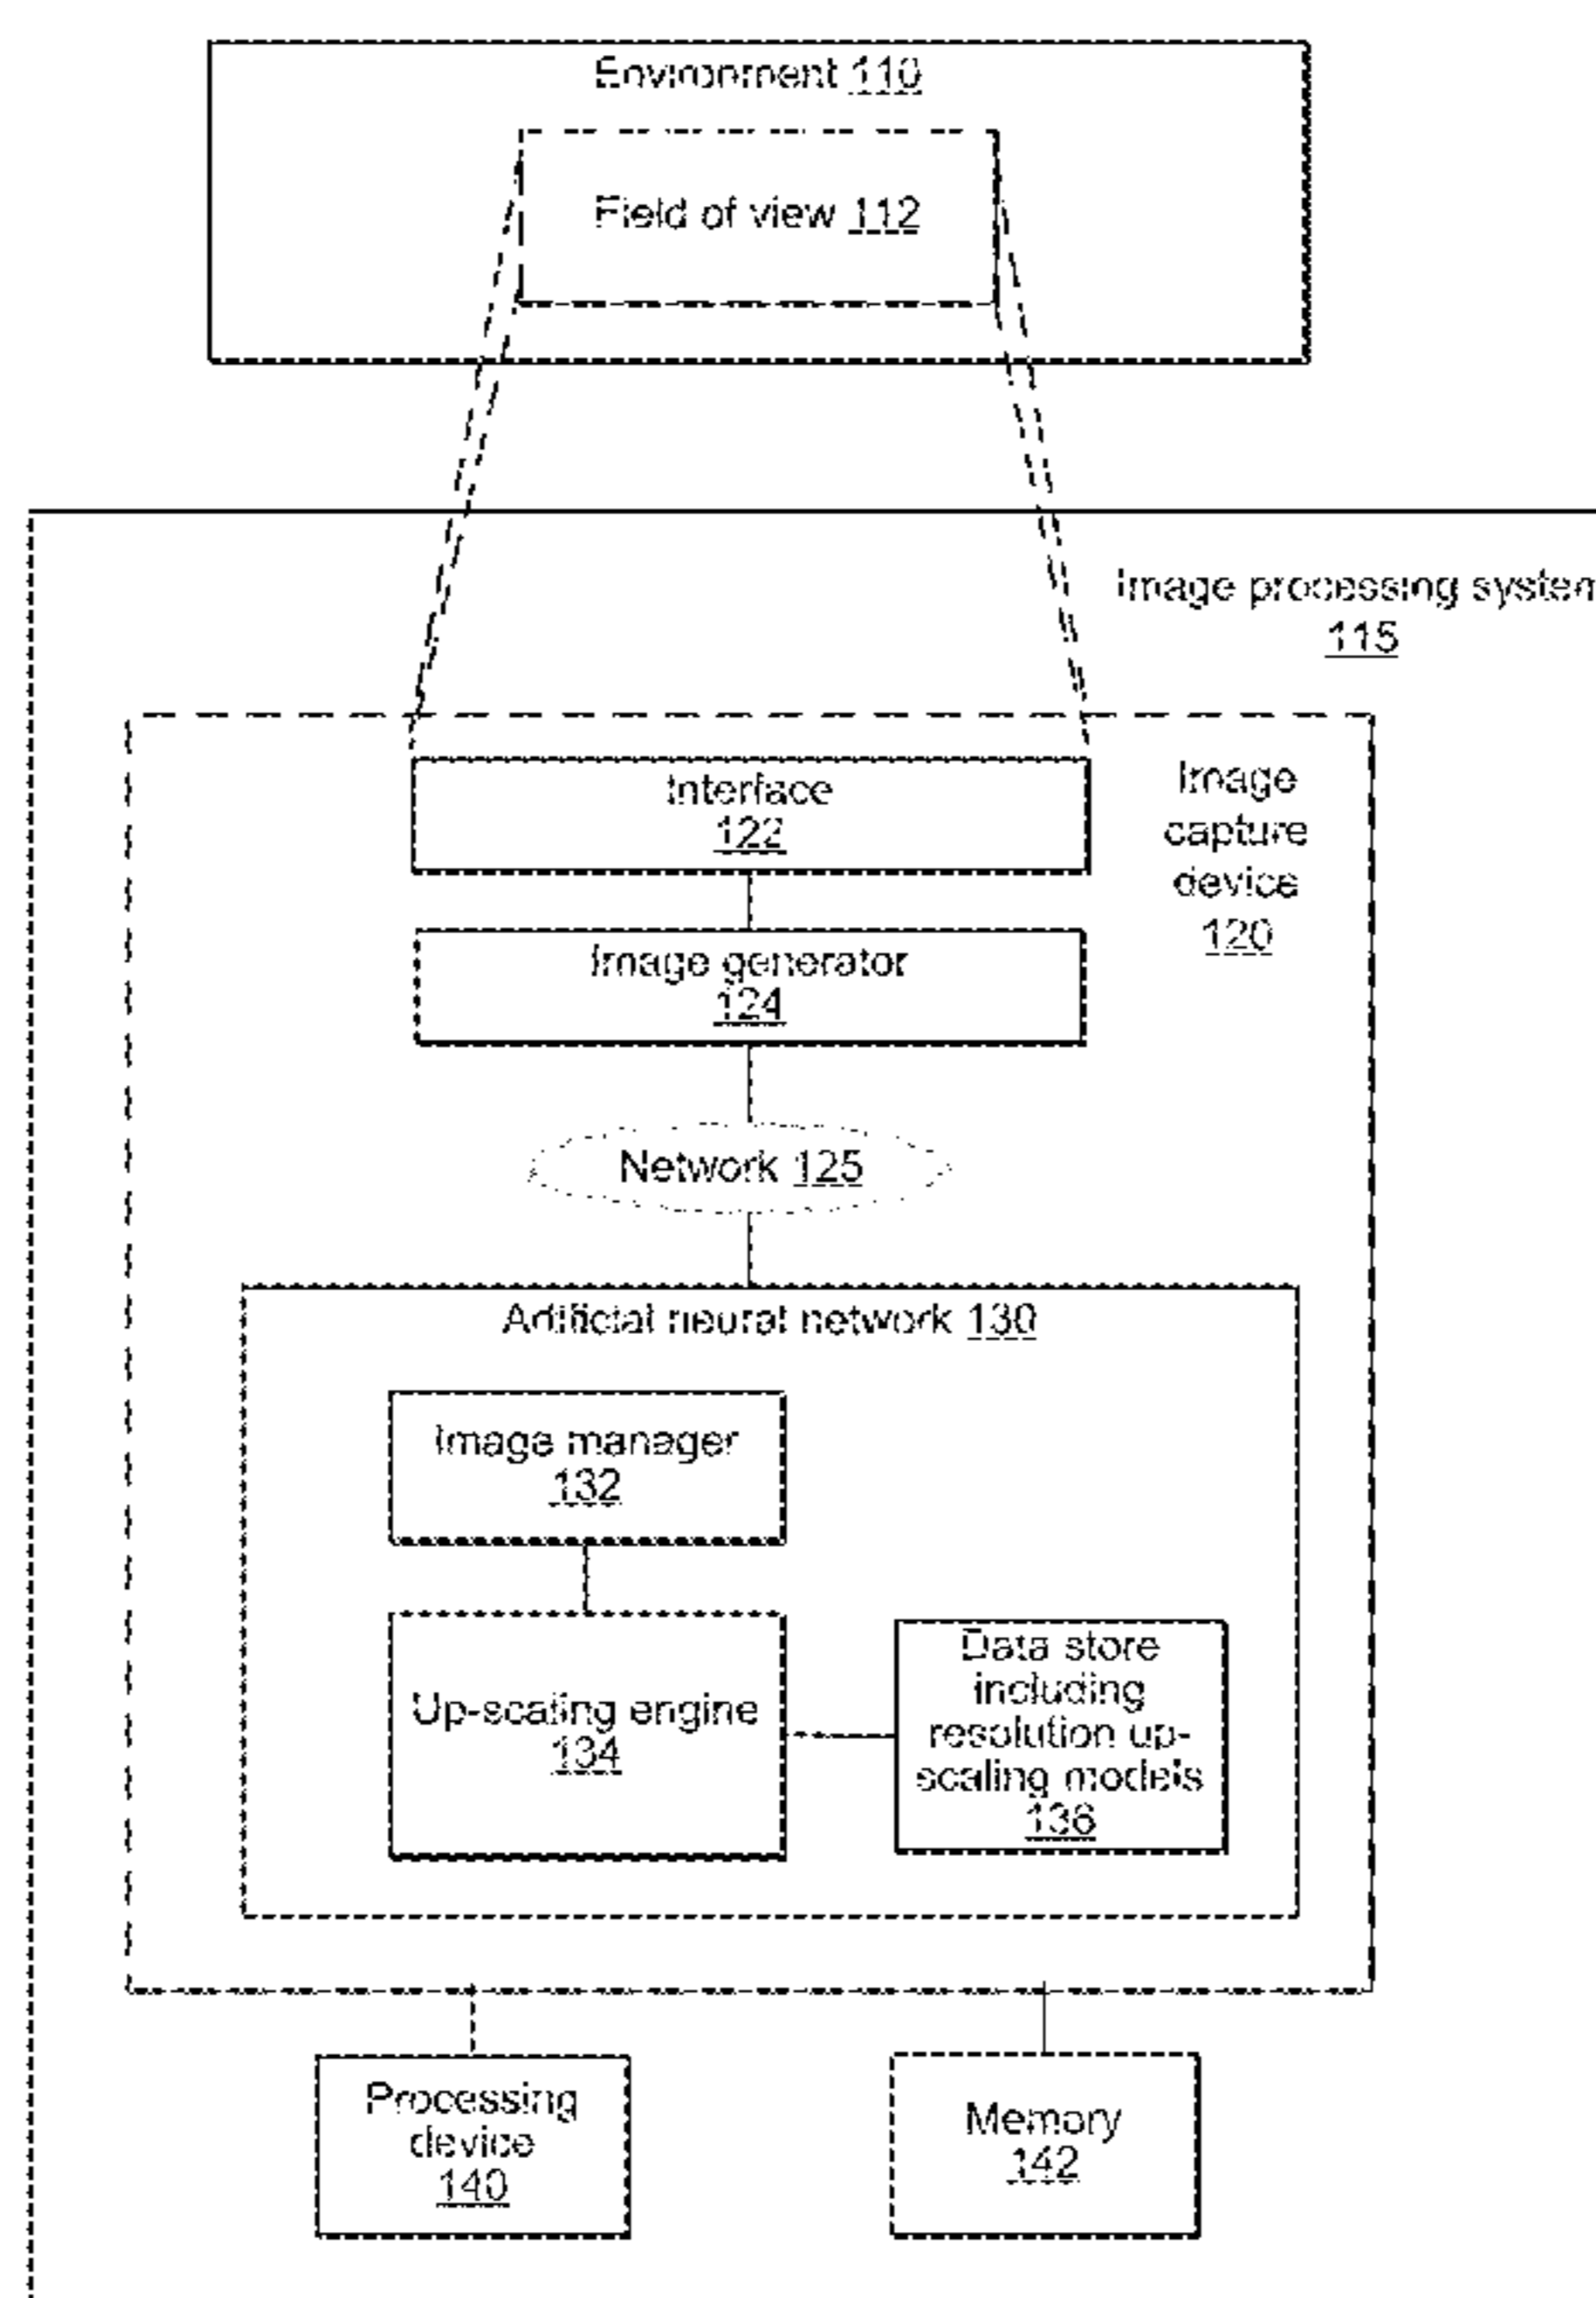 Environment 110
Field of view 112
Image processing system
115
Interface
122
Image
capture
device
120
Image generator
124
Network 125
Artificial neural network 130
Image manager
132
Up-scaling engine
134
Data store
including
resolution up-
scaling models
136
Processing
device
140
Memory
142